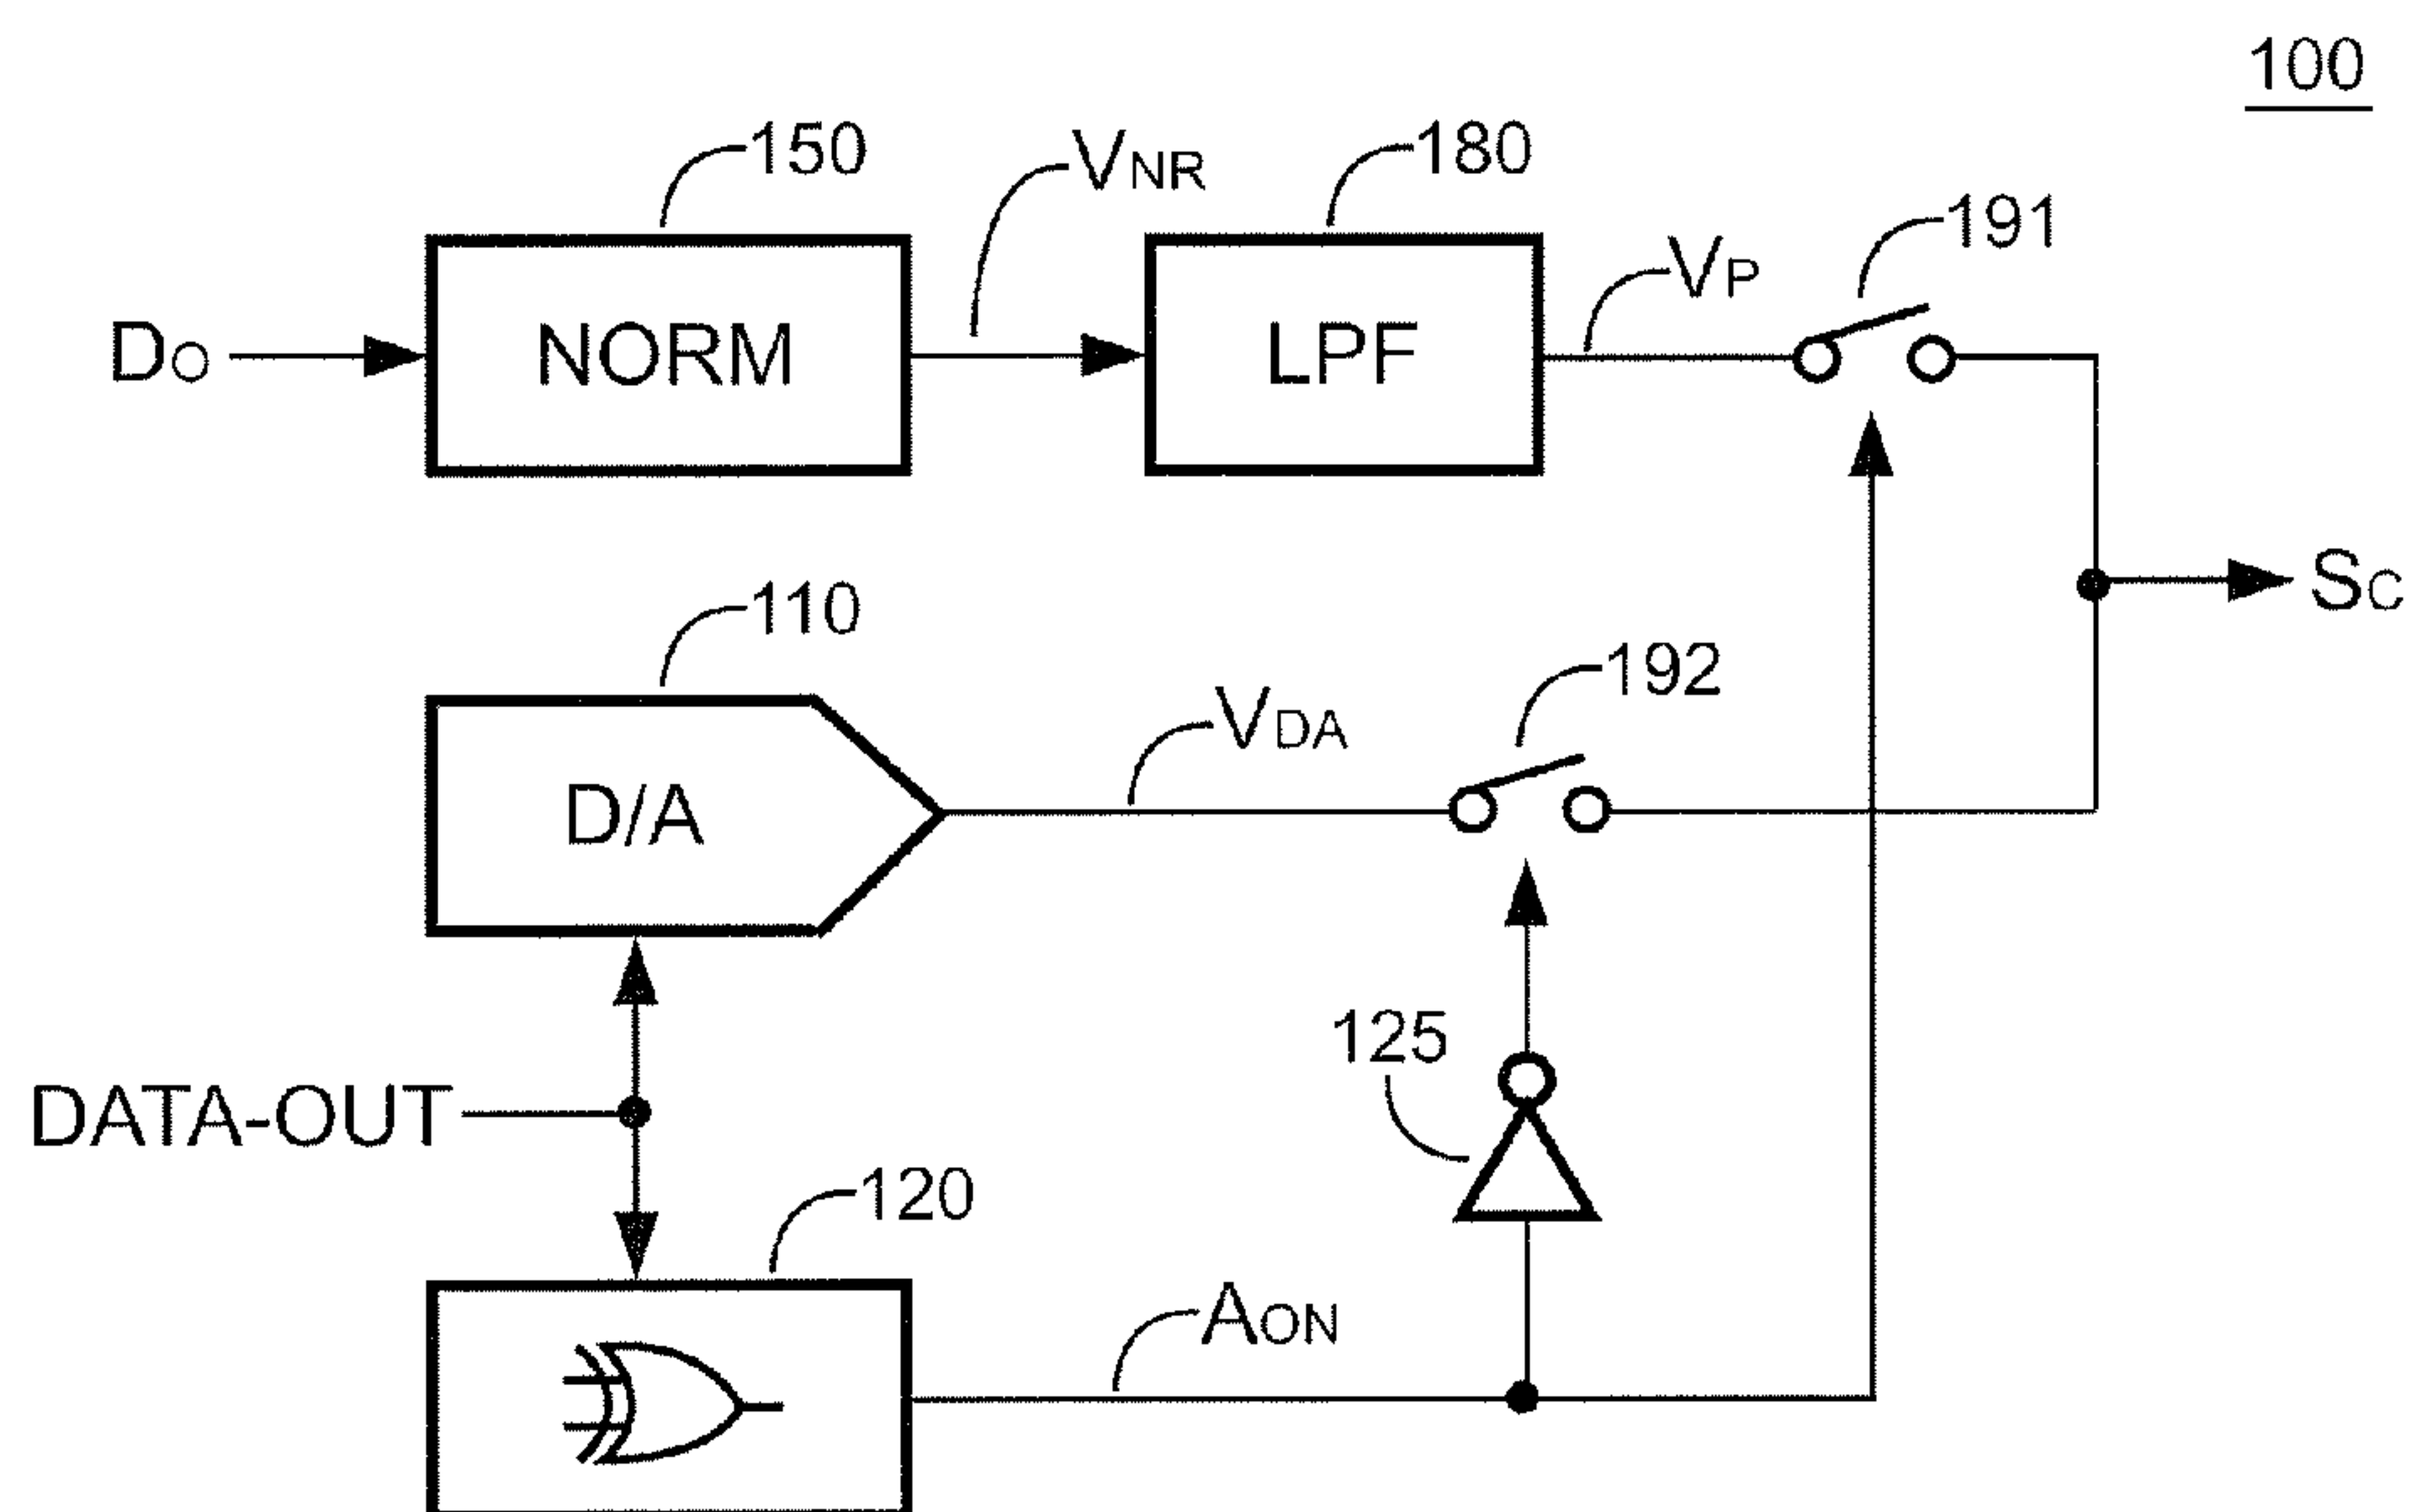 100
150
VNR
180
191
VP
DO
NORM
LPF
SC
110
192
VDA
D/A
125
DATA-OUT
120
AON